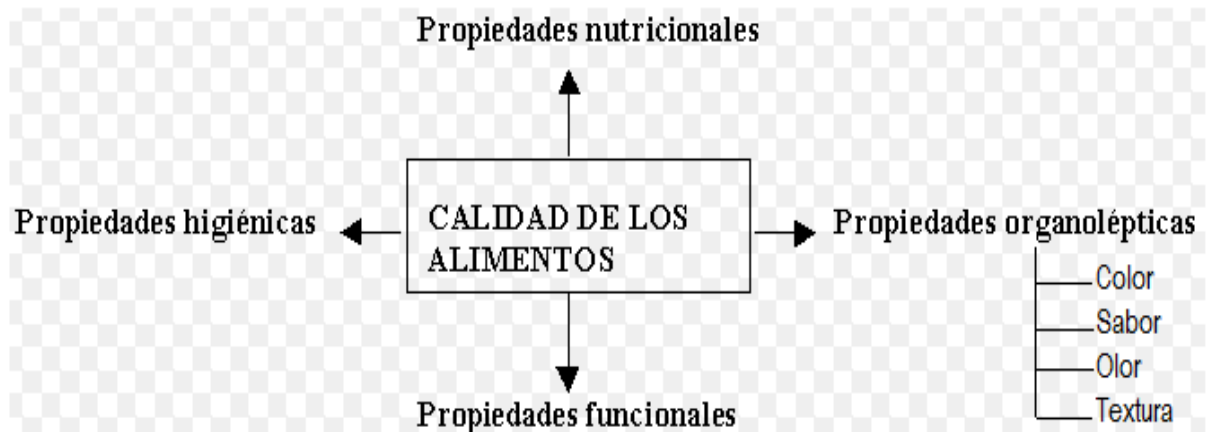 Propiedades nutricionales
Propiedades higiénicas
CALIDAD DE LOS
ALIMENTOS
Propiedades organolépticas
Color
Sabor
Olor
Textura
Propiedades funcionales